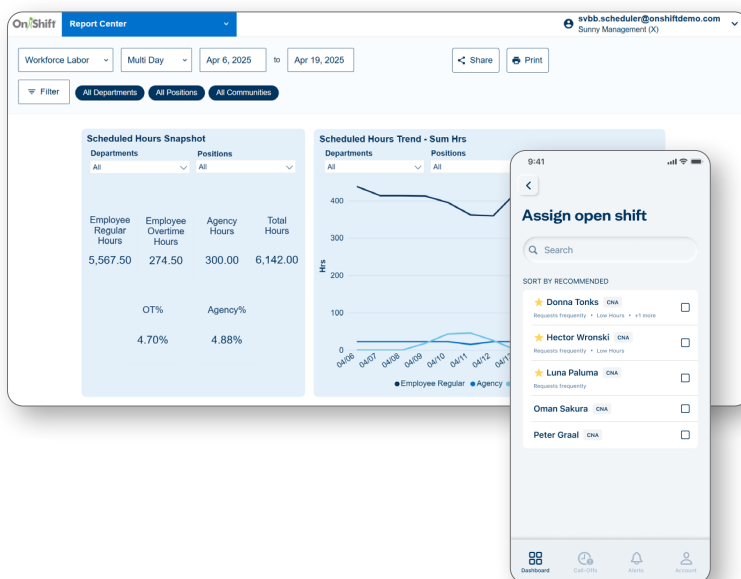 OnShift
Report Center
svbb.scheduler@onshiftdemo.com
Sunny Management (X)
Workforce Labor
Multi Day
Apr 6, 2025
to
Apr 19, 2025
Share
Print
Filter
All Departments
All Positions
All Communities
Scheduled Hours Snapshot
Departments
Positions
All
All
Employee Regular Hours
Employee Overtime Hours
Agency Hours
Total Hours
5,567.50
274.50
300.00
6,142.00
OT%
Agency%
4.70%
4.88%
Scheduled Hours Trend - Sum Hrs
Departments
Positions
All
All
Hrs
400
300
200
100
0
04/06
04/07
04/08
04/09
04/10
04/11
04/12
04/13
Employee Regular
Agency
9:41
Assign open shift
Search
SORT BY RECOMMENDED
Donna Tonks CNA
Requests frequently • Low Hours • +1 more
Hector Wronski CNA
Requests frequently • Low Hours
Luna Paluma CNA
Requests frequently
Oman Sakura CNA
Peter Graal CNA
Dashboard
Call-Offs
Alerts
Account